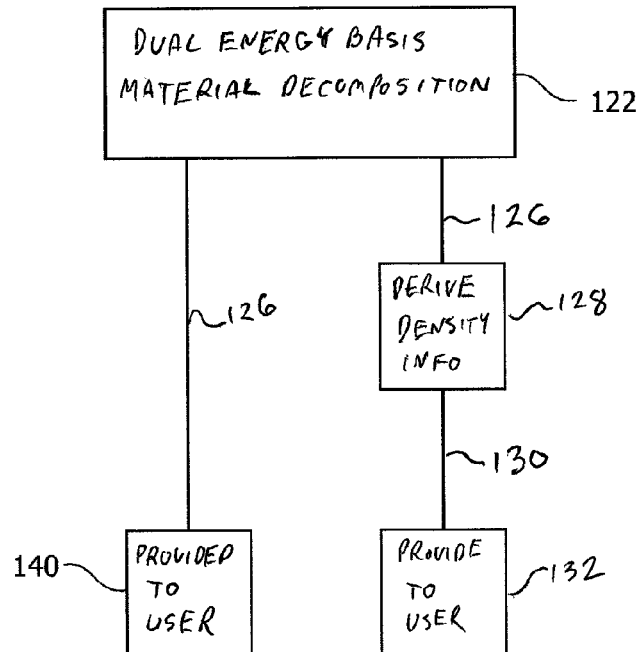 DUAL ENERGY BASIS
MATERIAL DECOMPOSITION
122
126
126
DERIVE
DENSITY
INFO
128
130
140
PROVIDED
TO
USER
PROVIDE
TO
USER
132